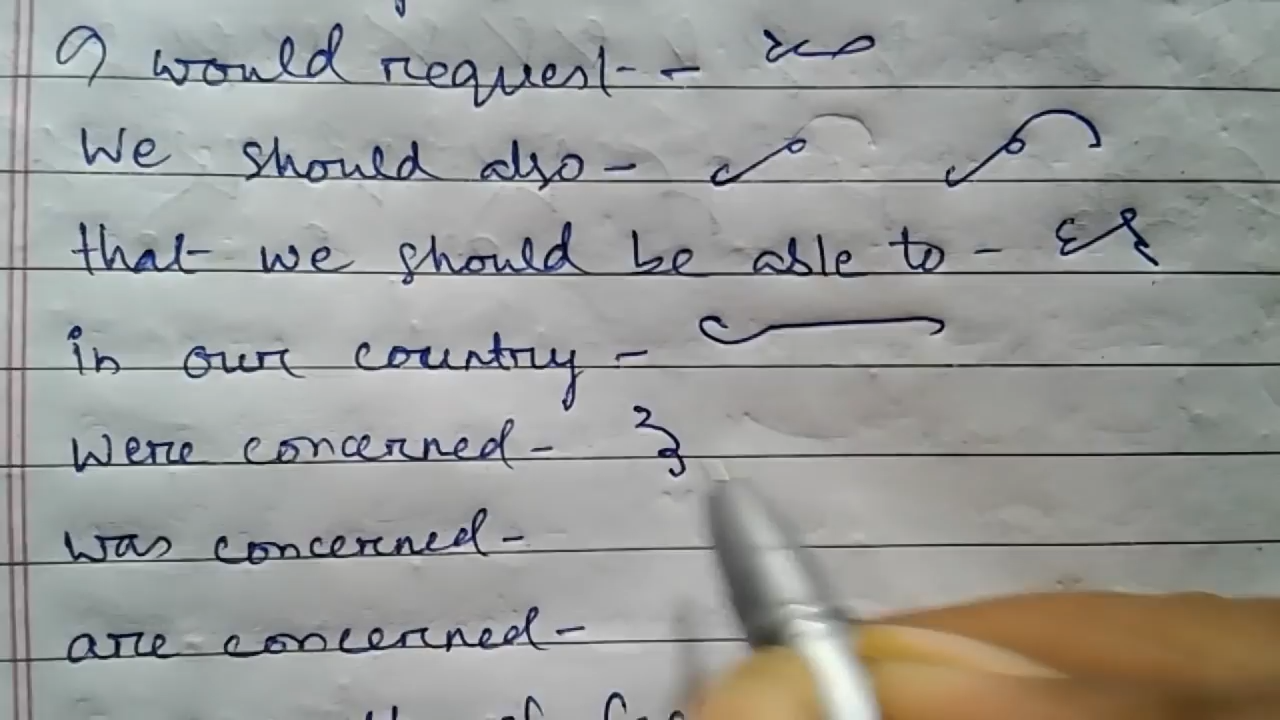 I would request -
We should also -
that we should be able to -
in our country -
were concerned -
was concerned -
are concerned -